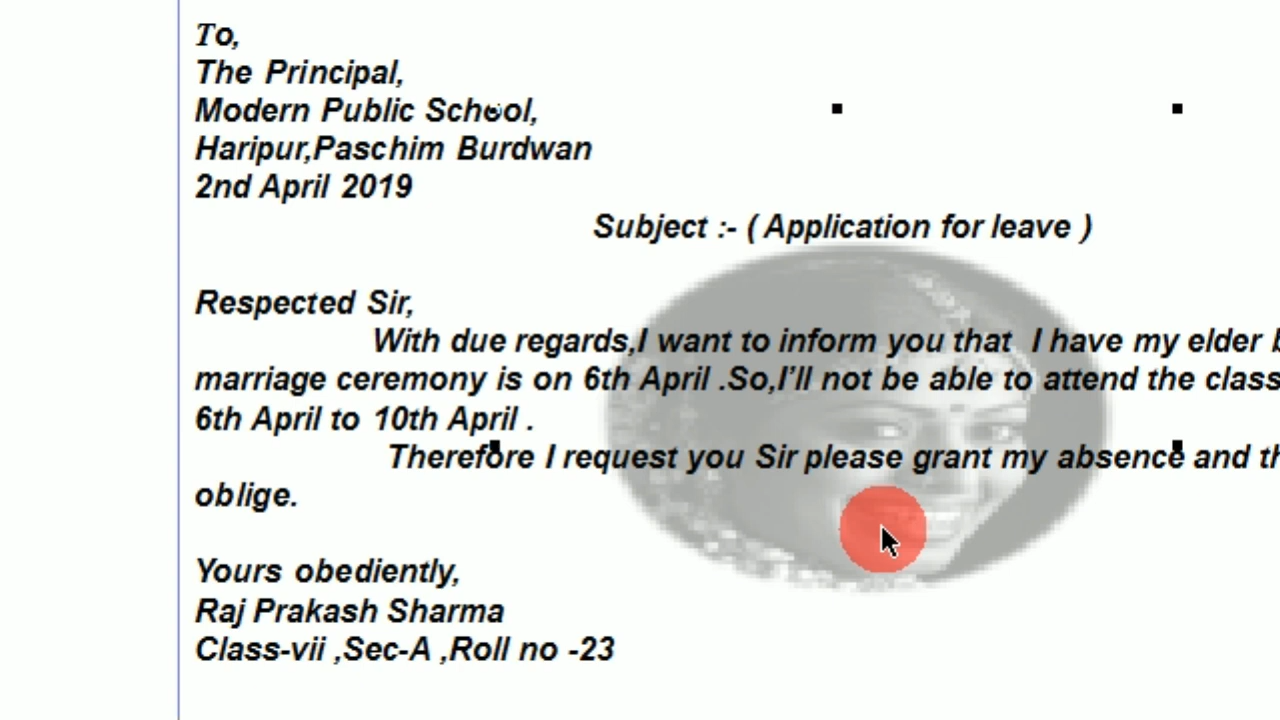 To,
The Principal,
Modern Public School,
Haripur,Paschim Burdwan
2nd April 2019
Subject :- ( Application for leave )
Respected Sir,
With due regards,I want to inform you that I have my elder
marriage ceremony is on 6th April .So,I'll not be able to attend the class
6th April to 10th April .
Therefore I request you Sir please grant my absence and
oblige.
Yours obediently,
Raj Prakash Sharma
Class-vii ,Sec-A ,Roll no -23